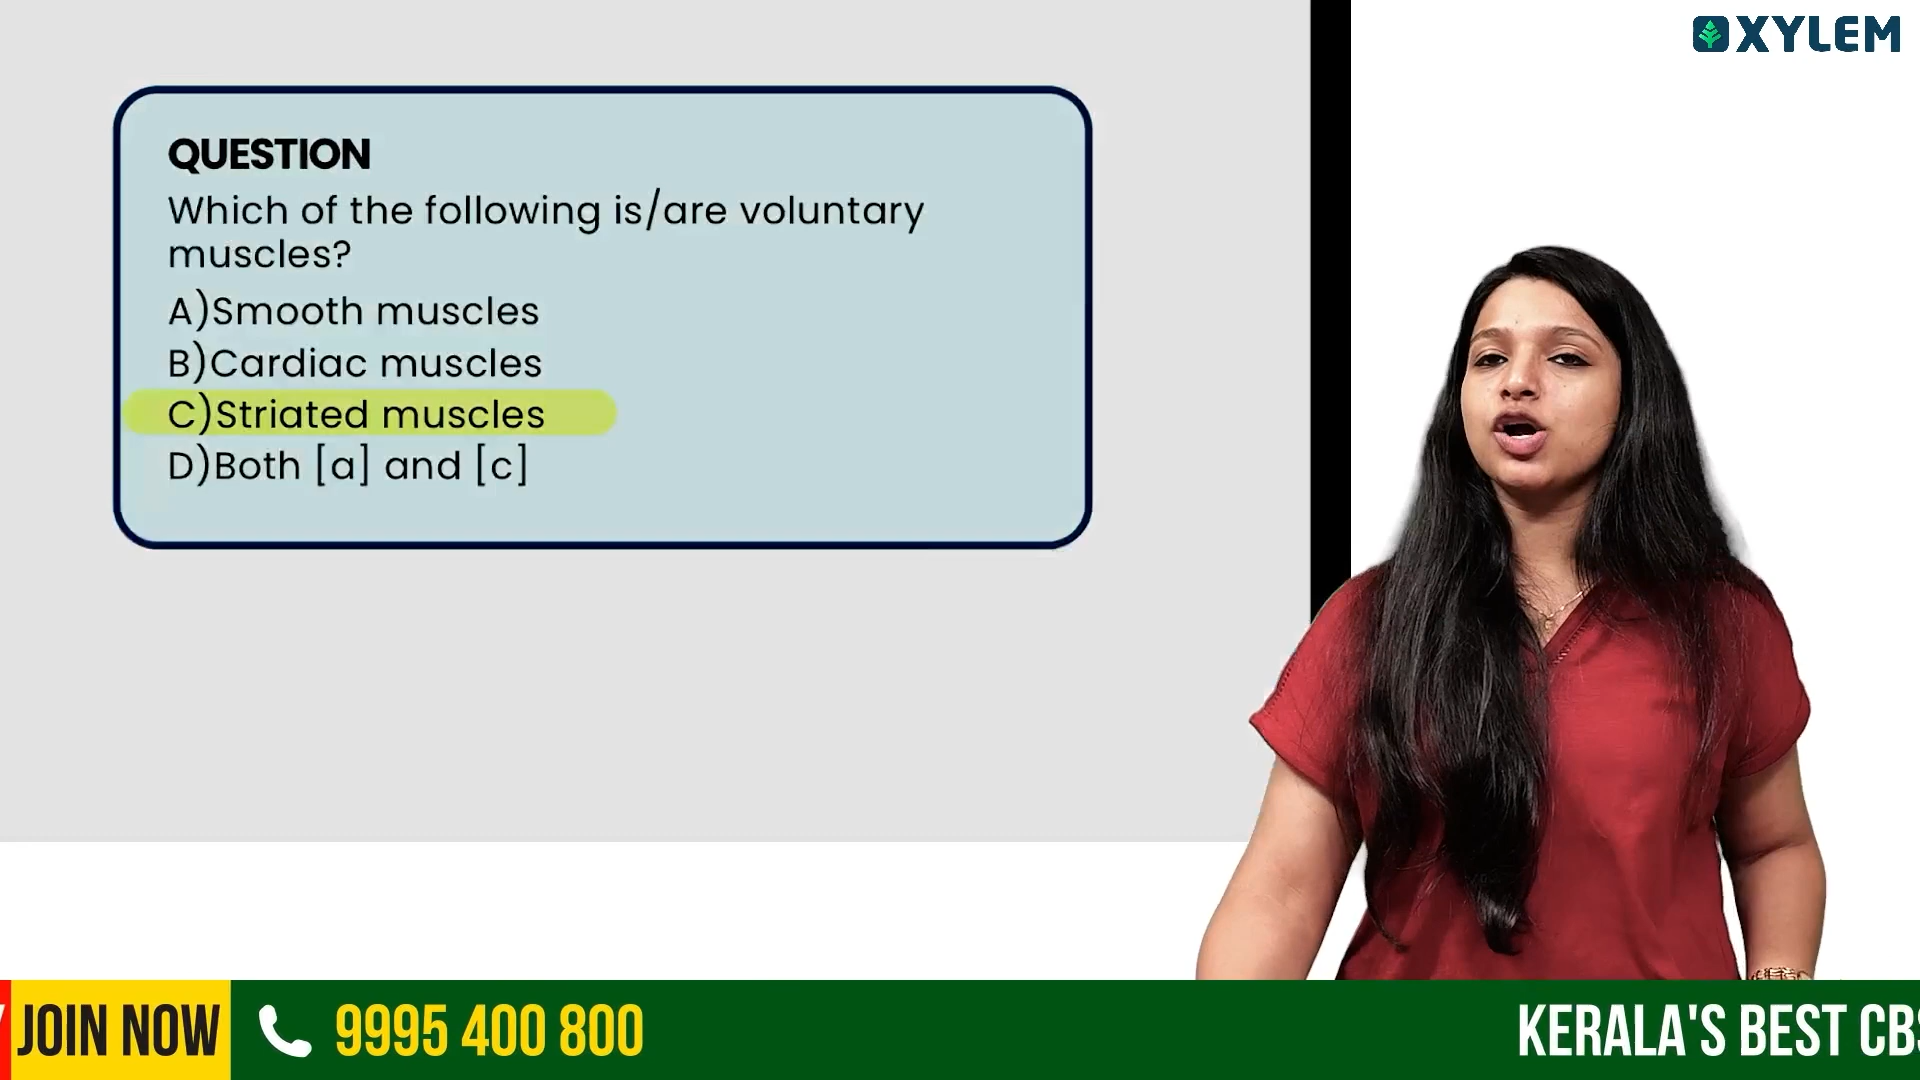 XYLEM
QUESTION
Which of the following is/are voluntary
muscles?
A)Smooth muscles
B)Cardiac muscles
C)Striated muscles
D)Both [a] and [c]
JOIN NOW
9995 400 800
KERALA'S BEST CBS